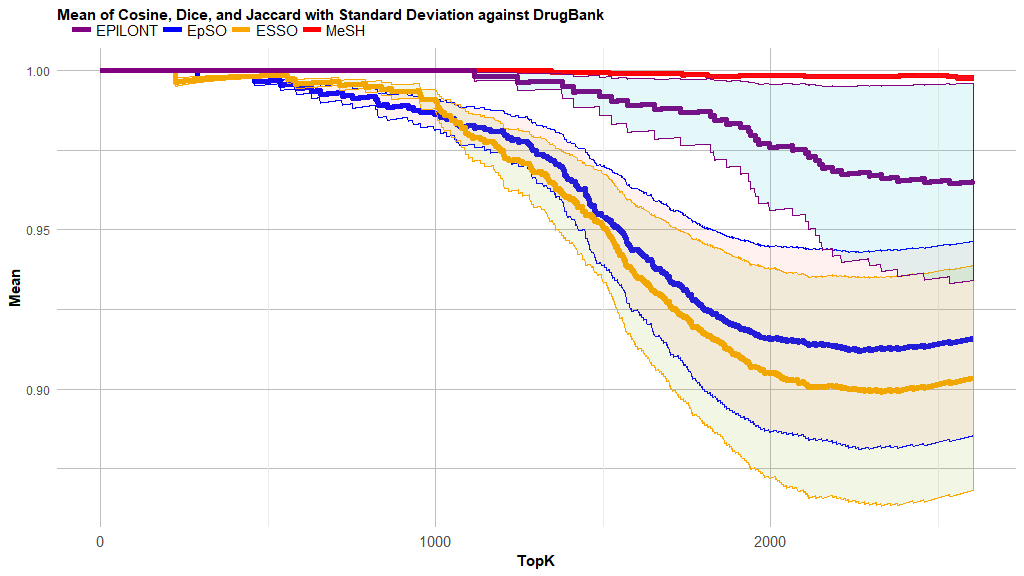 Mean of Cosine, Dice, and Jaccard with Standard Deviation against DrugBank
EPILONT EpSO ESSO MeSH
1.00
0.95
0.90
Mean
0 1000 2000
TopK